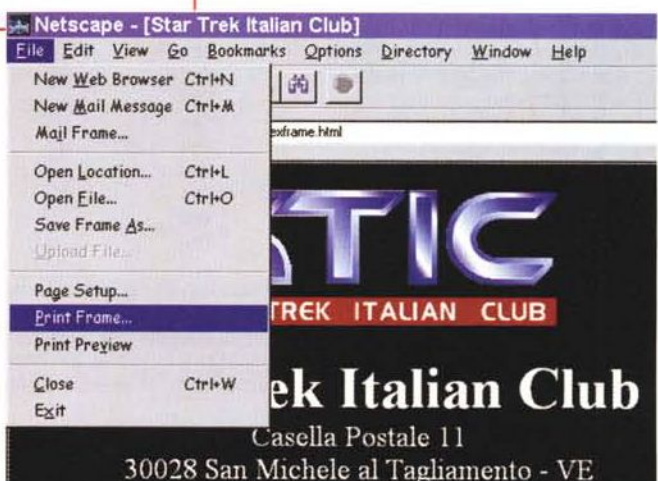 Netscape - [Star Trek Italian Club]
File Edit View Go Bookmarks Options Directory Window Help
New Web Browser Ctrl+N
New Mail Message Ctrl+M
Mail Frame...
exframe.html
Open Location... Ctrl+L
Open File... Ctrl+O
Save Frame As...
Upload File...
Page Setup...
Print Frame...
Print Preview
Close Ctrl+W
Exit
TIC
TREK ITALIAN CLUB
ek Italian Club
Casella Postale 11
30028 San Michele al Tagliamento - VE